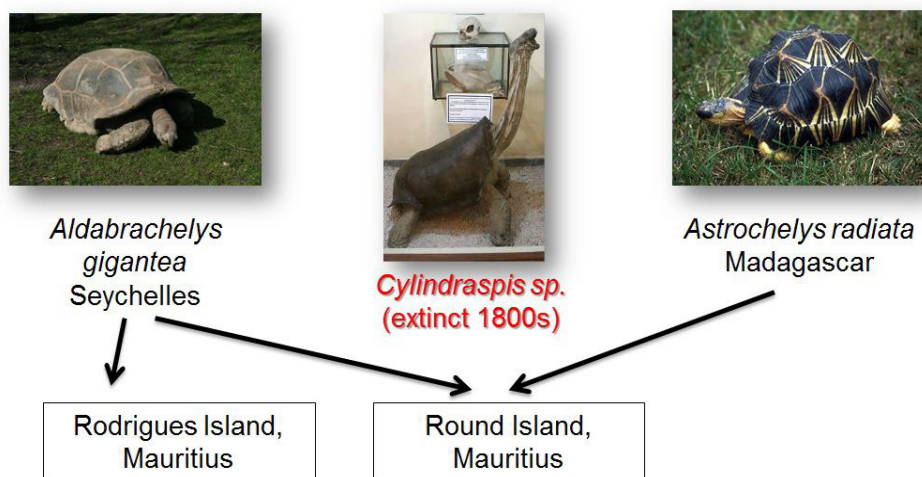 Aldabrachelys
gigantea
Seychelles
Cylindraspis sp.
(extinct 1800s)
Astrochelys radiata
Madagascar
Rodrigues Island,
Mauritius
Round Island,
Mauritius